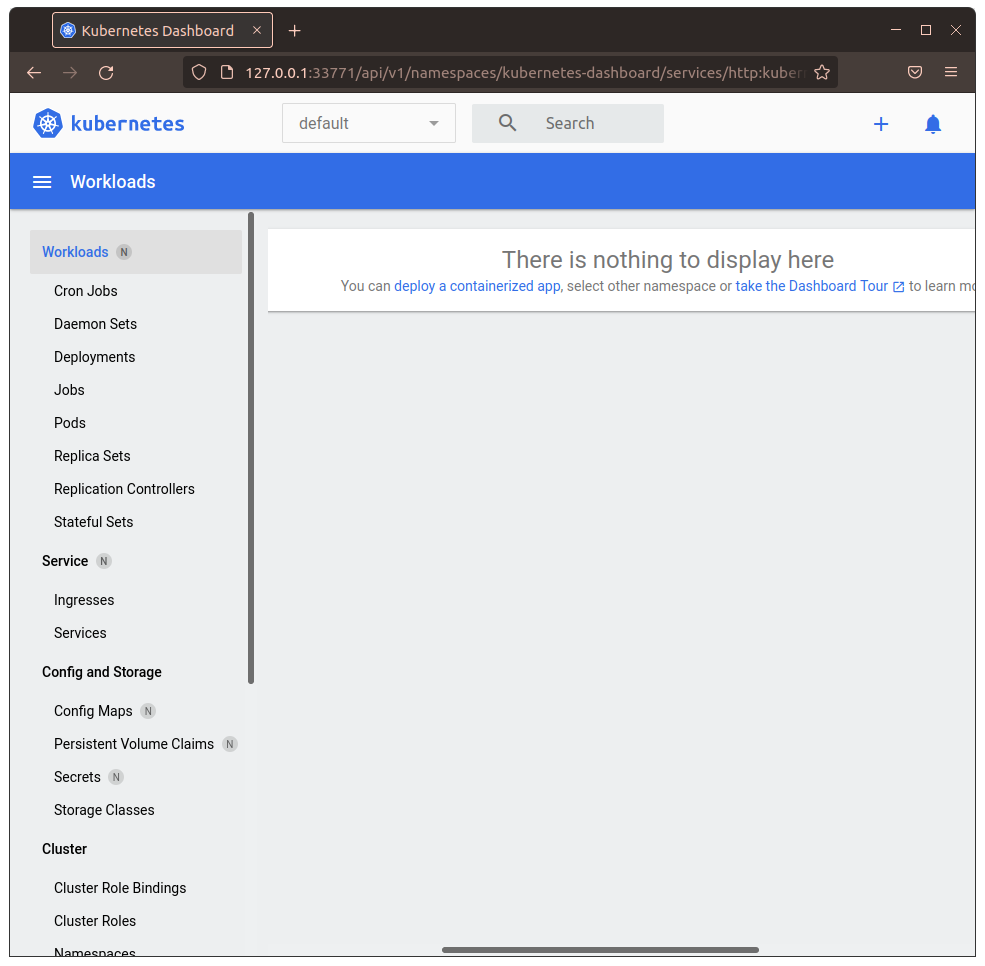 Kubernetes Dashboard
127.0.0.1:33771/api/v1/namespaces/kubernetes-dashboard/services/http:kuber
kubernetes
default
Search
Workloads
Workloads N
Cron Jobs
Daemon Sets
Deployments
Jobs
Pods
Replica Sets
Replication Controllers
Stateful Sets
Service N
Ingresses
Services
Config and Storage
Config Maps N
Persistent Volume Claims N
Secrets N
Storage Classes
Cluster
Cluster Role Bindings
Cluster Roles
Namespaces
There is nothing to display here
You can deploy a containerized app, select other namespace or take the Dashboard Tour to learn mo